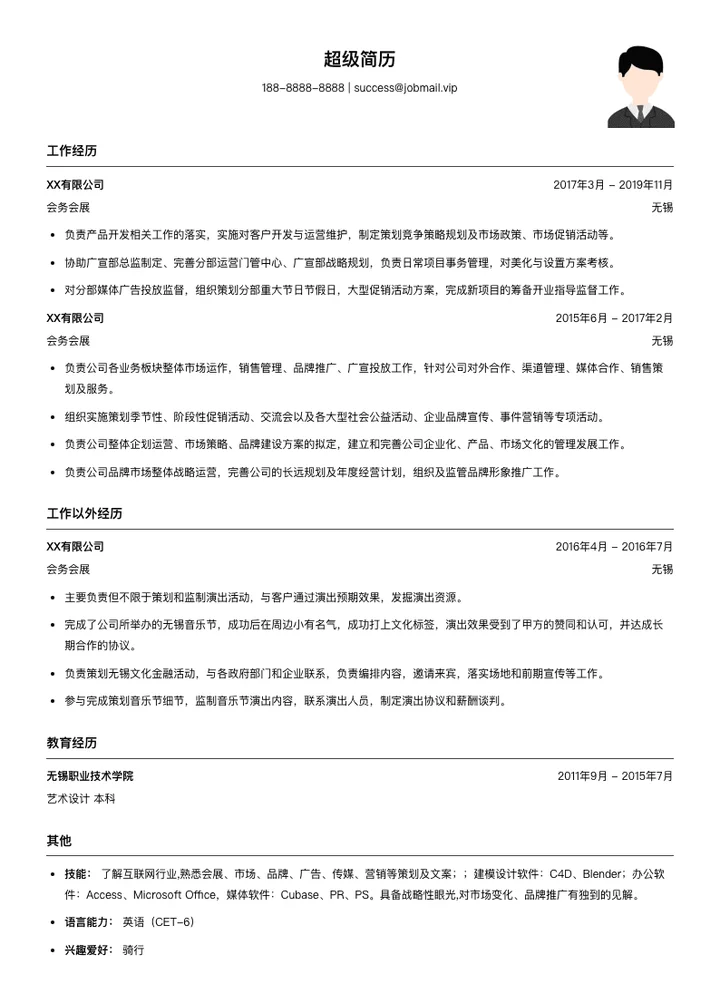 超级简历
188-8888-8888 | success@jobmail.vip
工作经历
XX有限公司 2017年3月 - 2019年11月
会务会展 无锡
• 负责产品开发相关工作的落实，实施对客户开发与运营维护，制定策划竞争策略规划及市场政策、市场促销活动等。
• 协助广宣部总监制定、完善分部运营门管中心、广宣部战略规划，负责日常项目事务管理，对美化与设置方案考核。
• 对分部媒体广告投放监督，组织策划分部重大节日节假日，大型促销活动方案，完成新项目的筹备开业指导监督工作。
XX有限公司 2015年6月 - 2017年2月
会务会展 无锡
• 负责公司各业务板块整体市场运作，销售管理、品牌推广、广宣投放工作，针对公司对外合作、渠道管理、媒体合作、销售策
划及服务。
• 组织实施策划季节性、阶段性促销活动、交流会以及各大型社会公益活动、企业品牌宣传、事件营销等专项活动。
• 负责公司整体企划运营、市场策略、品牌建设方案的拟定，建立和完善公司企业化、产品、市场文化的管理发展工作。
• 负责公司品牌市场整体战略运营，完善公司的长远规划及年度经营计划，组织及监管品牌形象推广工作。
工作以外经历
XX有限公司 2016年4月 - 2016年7月
会务会展 无锡
• 主要负责但不限于策划和监制演出活动，与客户通过演出预期效果，发掘演出资源。
• 完成了公司所举办的无锡音乐节，成功后在周边小有名气，成功打上文化标签，演出效果受到了甲方的赞同和认可，并达成长
期合作的协议。
• 负责策划无锡文化金融活动，与各政府部门和企业联系，负责编排内容，邀请来宾，落实场地和前期宣传等工作。
• 参与完成策划音乐节细节，监制音乐节演出内容，联系演出人员，制定演出协议和薪酬谈判。
教育经历
无锡职业技术学院 2011年9月 - 2015年7月
艺术设计 本科
其他
• 技能： 了解互联网行业,熟悉会展、市场、品牌、广告、传媒、营销等策划及文案；；建模设计软件：C4D、Blender；办公软
件：Access、Microsoft Office，媒体软件：Cubase、PR、PS。具备战略性眼光,对市场变化、品牌推广有独到的见解。
• 语言能力： 英语（CET-6）
• 兴趣爱好： 骑行